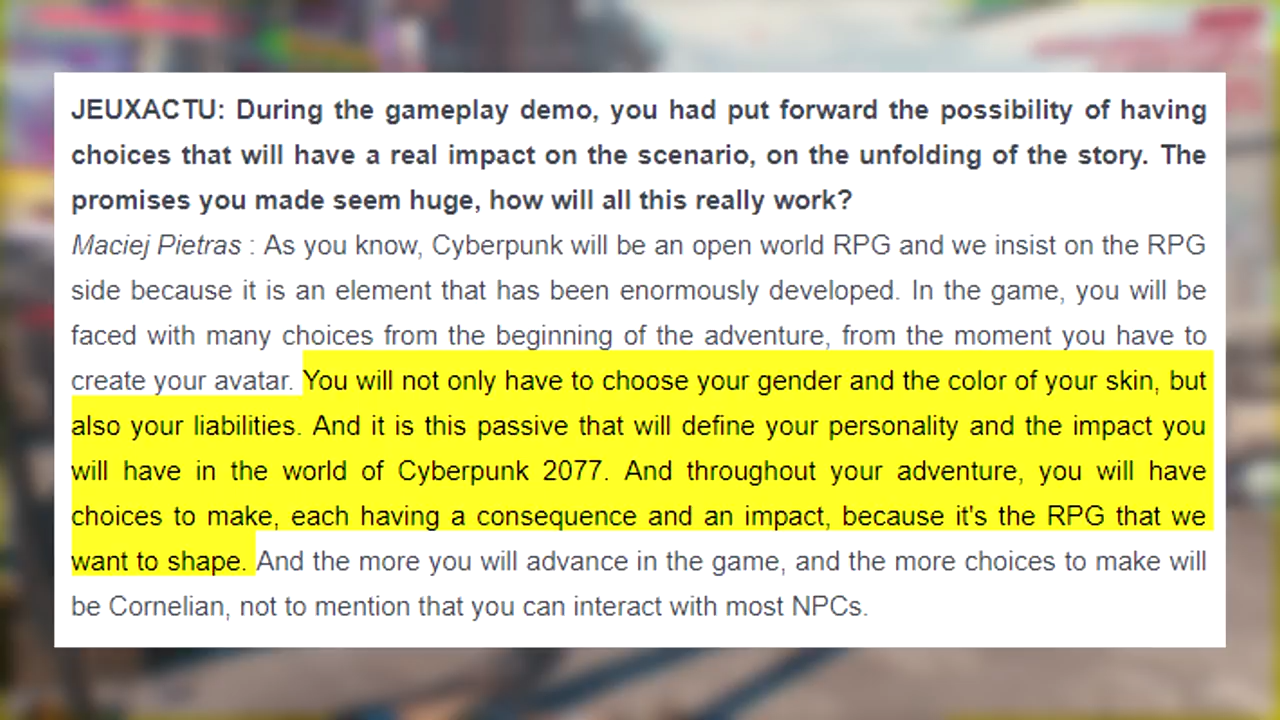 JEUXACTU: During the gameplay demo, you had put forward the possibility of having
choices that will have a real impact on the scenario, on the unfolding of the story. The
promises you made seem huge, how will all this really work?
Maciej Pietras : As you know, Cyberpunk will be an open world RPG and we insist on the RPG
side because it is an element that has been enormously developed. In the game, you will be
faced with many choices from the beginning of the adventure, from the moment you have to
create your avatar. You will not only have to choose your gender and the color of your skin, but
also your liabilities. And it is this passive that will define your personality and the impact you
will have in the world of Cyberpunk 2077. And throughout your adventure, you will have
choices to make, each having a consequence and an impact, because it's the RPG that we
want to shape. And the more you will advance in the game, and the more choices to make will
be Cornelian, not to mention that you can interact with most NPCs.